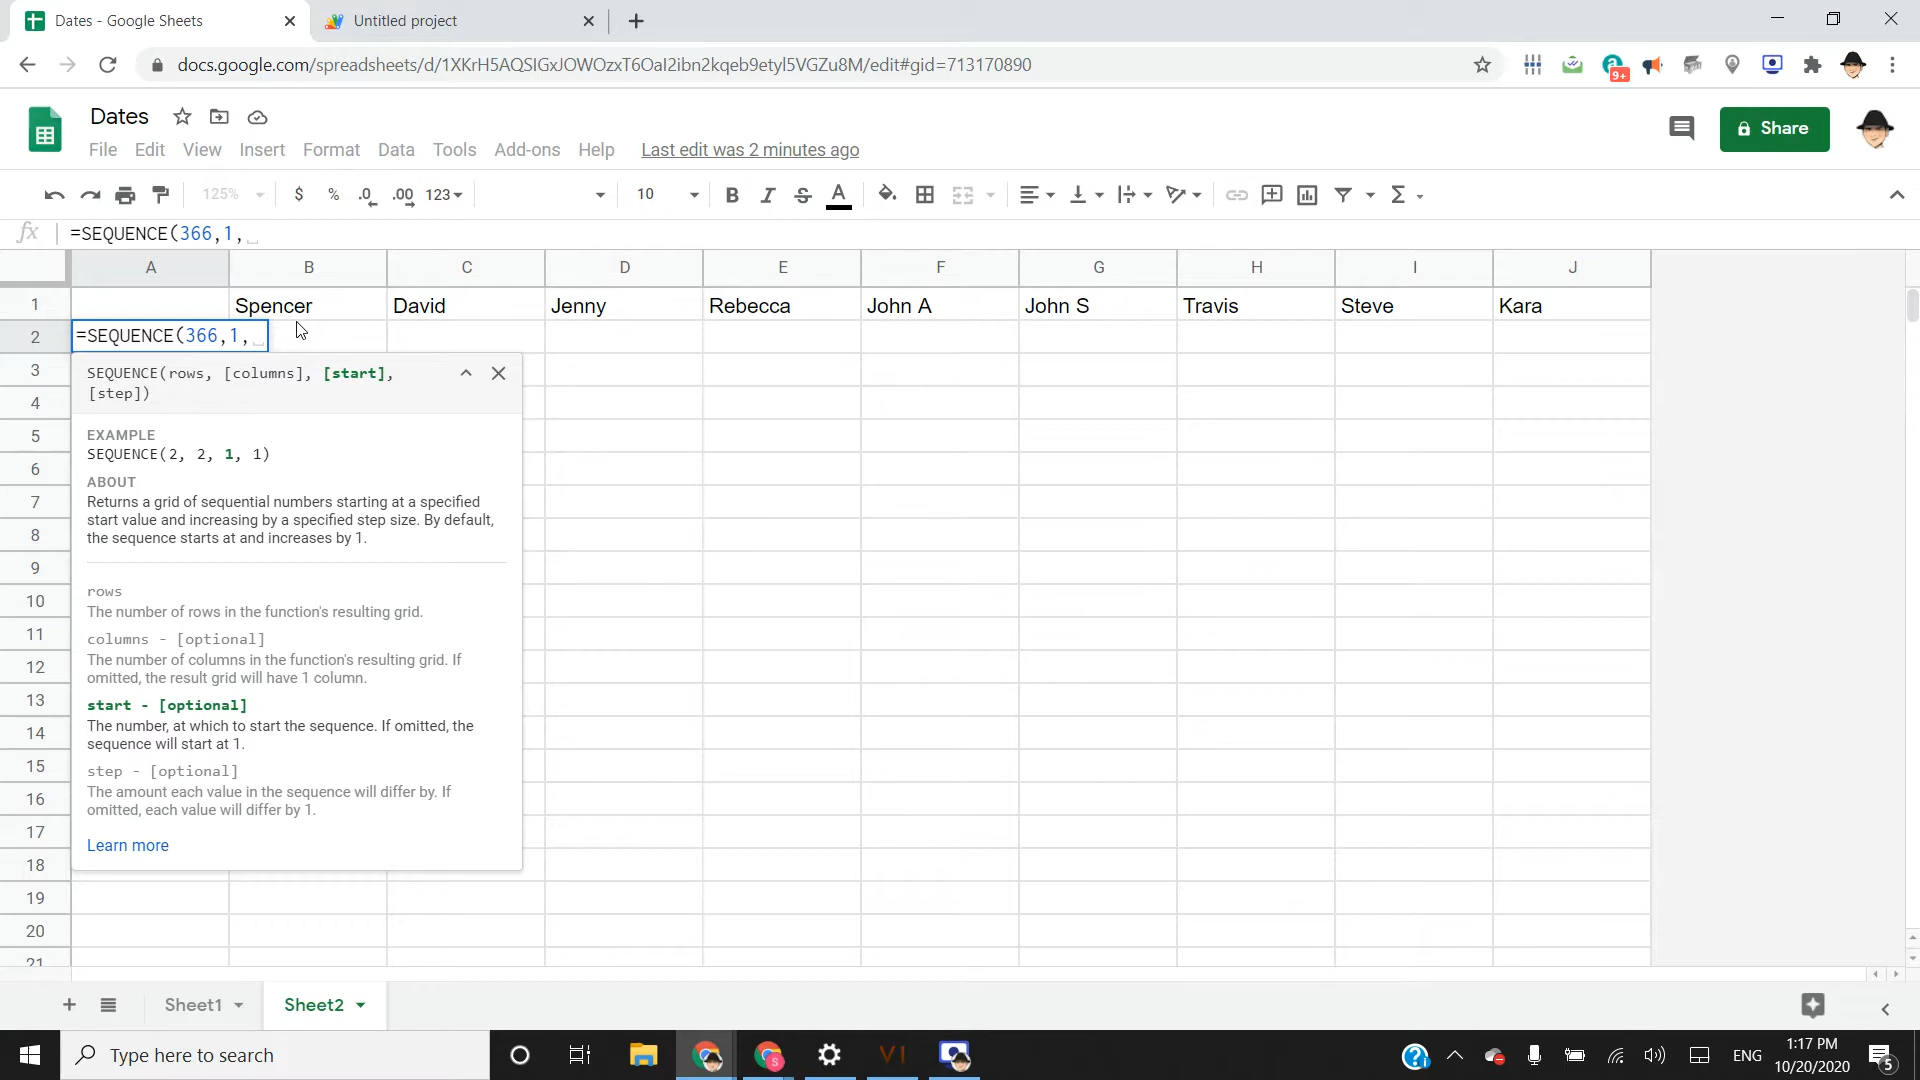 Dates - Google Sheets
Untitled project
docs.google.com/spreadsheets/d/1XKrH5AQSIGxJOWOzxT6OaI2ibn2kqeb9etyl5VGZu8M/edit#gid=713170890
9+
Dates
File Edit View Insert Format Data Tools Add-ons Help Last edit was 2 minutes ago
Share
125% $ % .0 .00 123 10 B I S A Σ
fx =SEQUENCE(366,1,
A B C D E F G H I J
1 Spencer David Jenny Rebecca John A John S Travis Steve Kara
2 =SEQUENCE(366,1,
3
SEQUENCE(rows, [columns], [start],
[step])
4
5
EXAMPLE
SEQUENCE(2, 2, 1, 1)
6
ABOUT
Returns a grid of sequential numbers starting at a specified
7
start value and increasing by a specified step size. By default,
8
the sequence starts at and increases by 1.
9
rows
10
The number of rows in the function's resulting grid.
11
columns - [optional]
The number of columns in the function's resulting grid. If
12
omitted, the result grid will have 1 column.
13
start - [optional]
The number, at which to start the sequence. If omitted, the
14
sequence will start at 1.
15
step - [optional]
The amount each value in the sequence will differ by. If
16
omitted, each value will differ by 1.
17
Learn more
18
19
20
21
Sheet1 Sheet2
Type here to search
V1
ENG
1:17 PM
10/20/2020
5